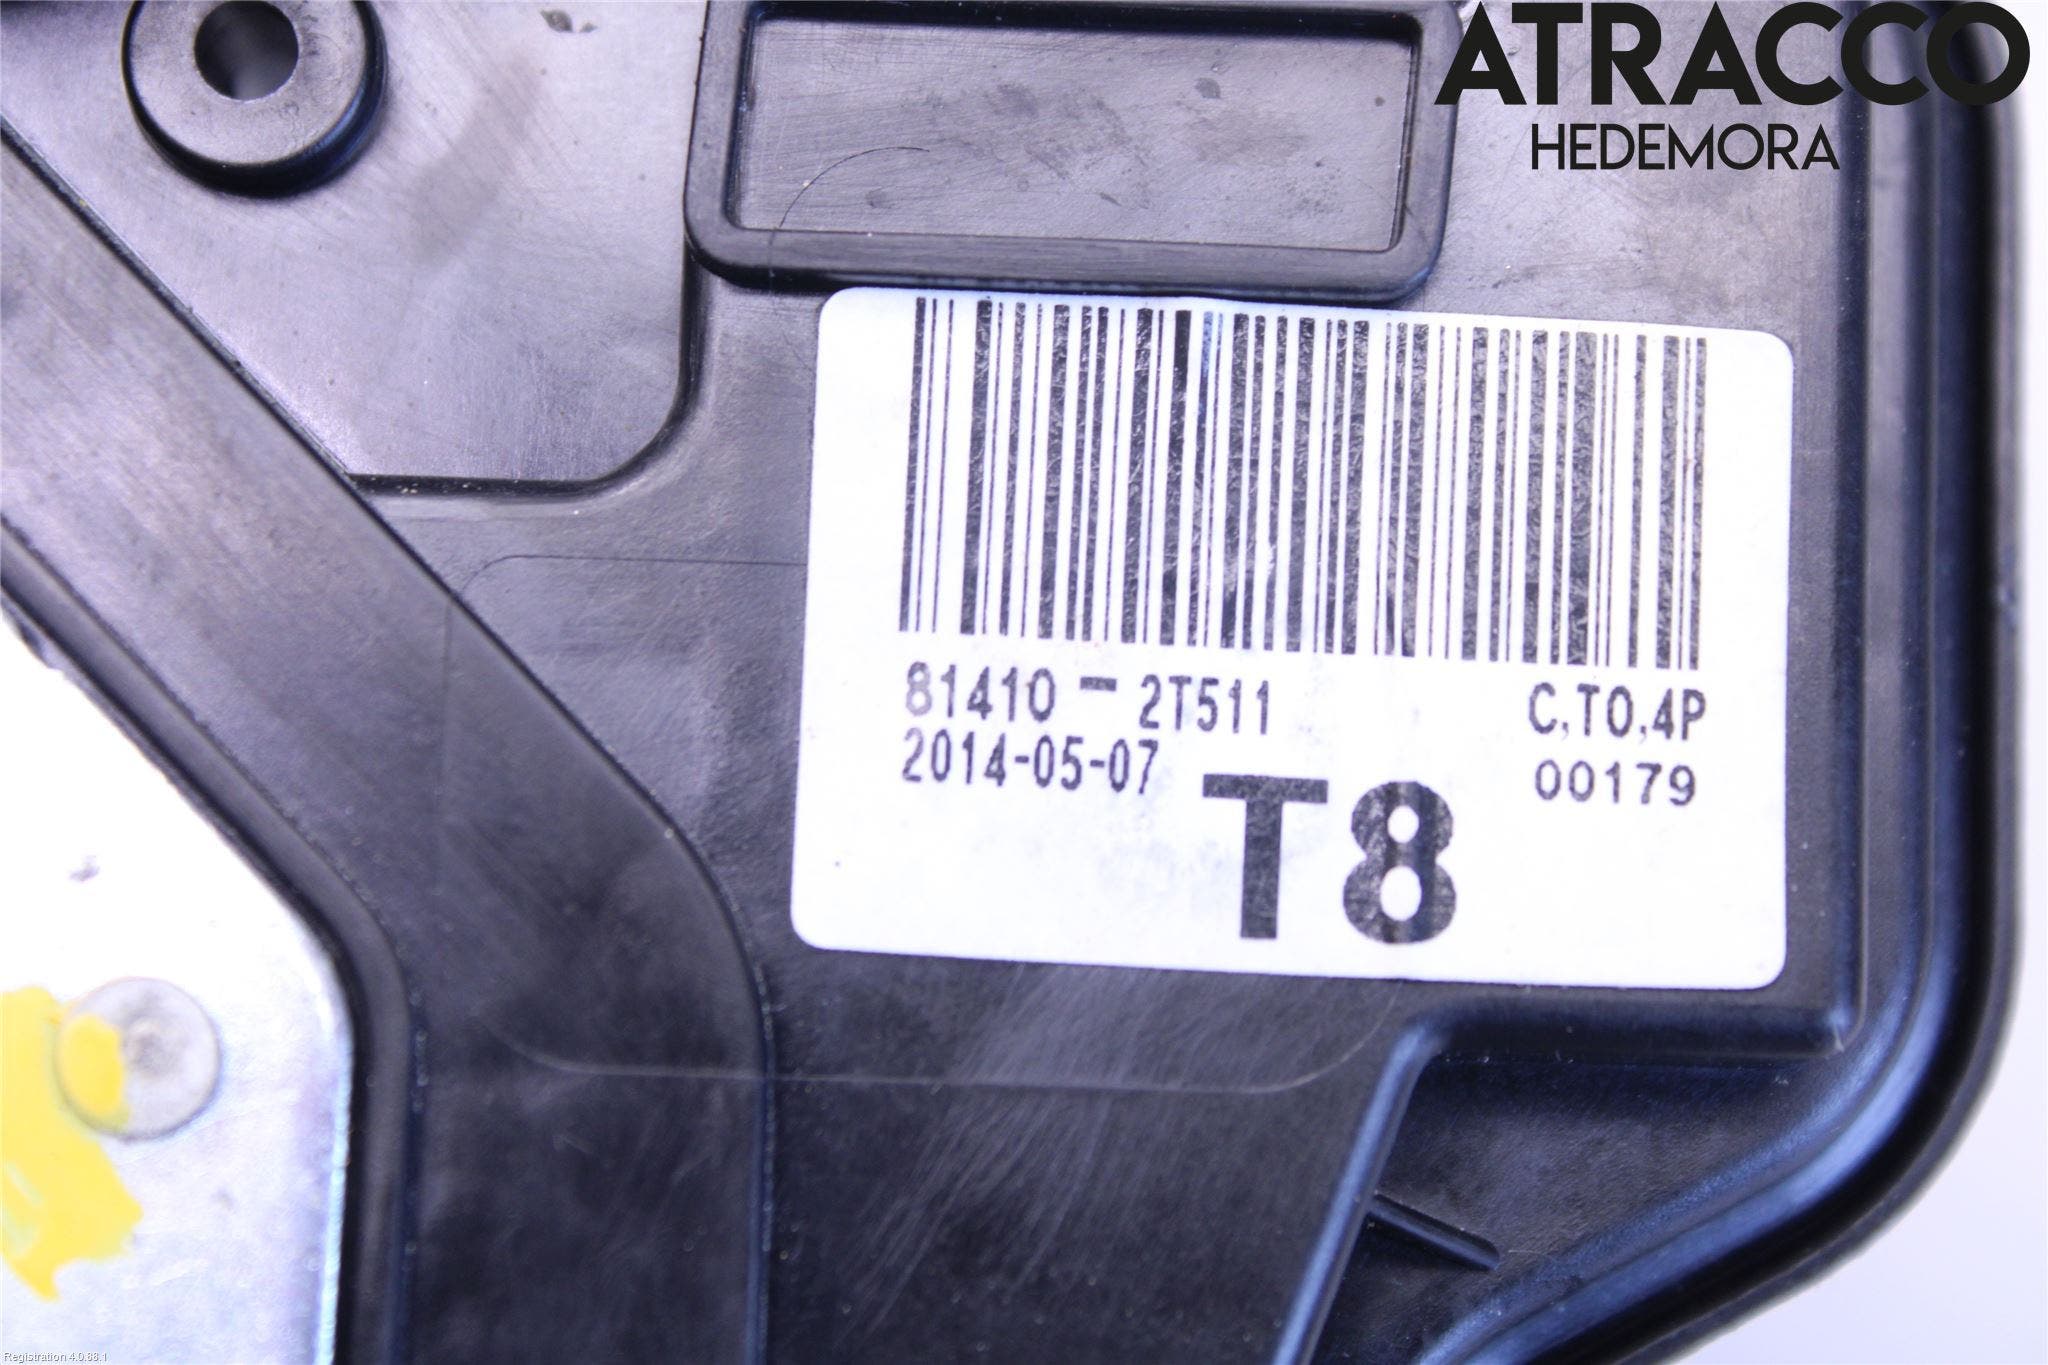 ATRACCO
HEDEMORA
81410 - 2T511 C,TO,4P
2014-05-07 00179
T8
Registration 4.0.88.1